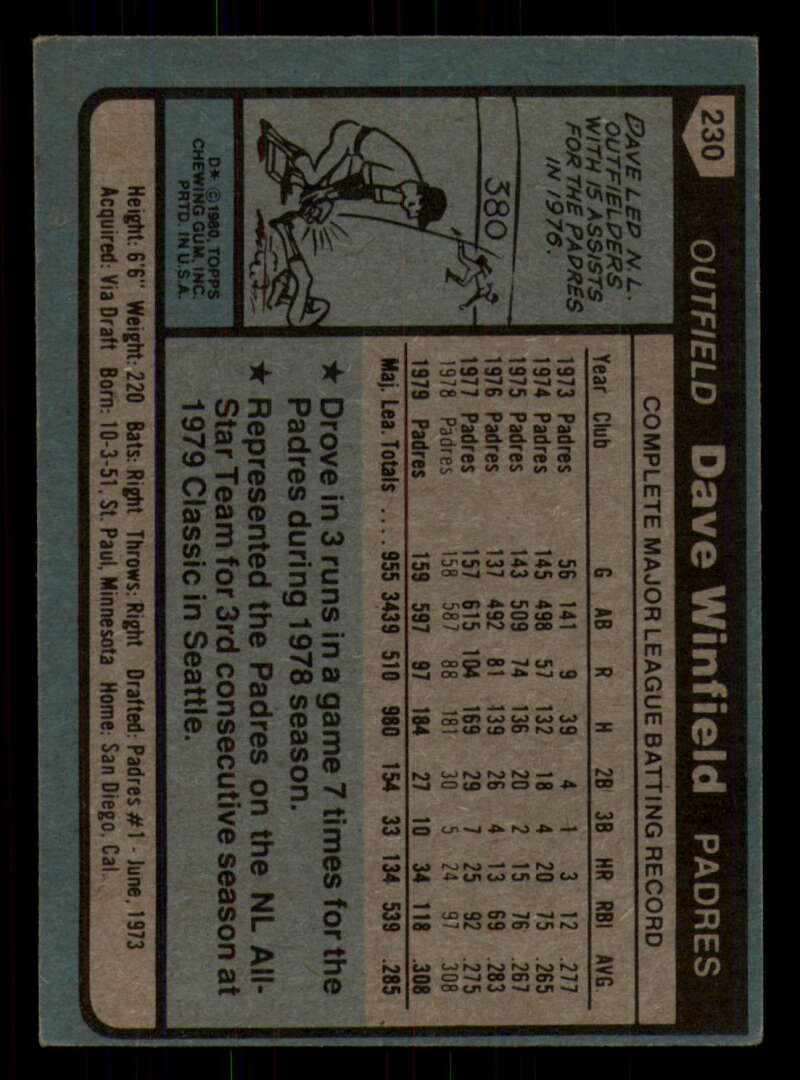 230
OUTFIELD Dave Winfield PADRES
COMPLETE MAJOR LEAGUE BATTING RECORD
Year Club G AB R H 2B 3B HR RBI AVG
1973 Padres 56 141 9 39 4 1 3 12 .277
1974 Padres 145 498 57 132 18 4 20 75 .265
1975 Padres 143 509 74 136 20 2 15 76 .267
1976 Padres 137 492 81 139 26 4 13 69 .283
1977 Padres 157 615 104 169 29 7 25 92 .275
1978 Padres 158 587 88 181 30 5 24 97 .308
1979 Padres 159 597 97 184 27 10 34 118 .308
Maj. Lea. Totals .... 955 3439 510 980 154 33 134 539 .285
DAVE LED N.L.
OUTFIELDERS
WITH 15 ASSISTS
FOR THE PADRES
IN 1976.
380
D* © 1980, TOPPS
CHEWING GUM, INC.
PRTD. IN U.S.A.
★ Drove in 3 runs in a game 7 times for the
Padres during 1978 season.
★ Represented the Padres on the NL All-
Star Team for 3rd consecutive season at
1979 Classic in Seattle.
Height: 6'6" Weight: 220 Bats: Right Throws: Right Drafted: Padres #1 - June, 1973
Acquired: Via Draft Born: 10-3-51, St. Paul, Minnesota Home: San Diego, Cal.